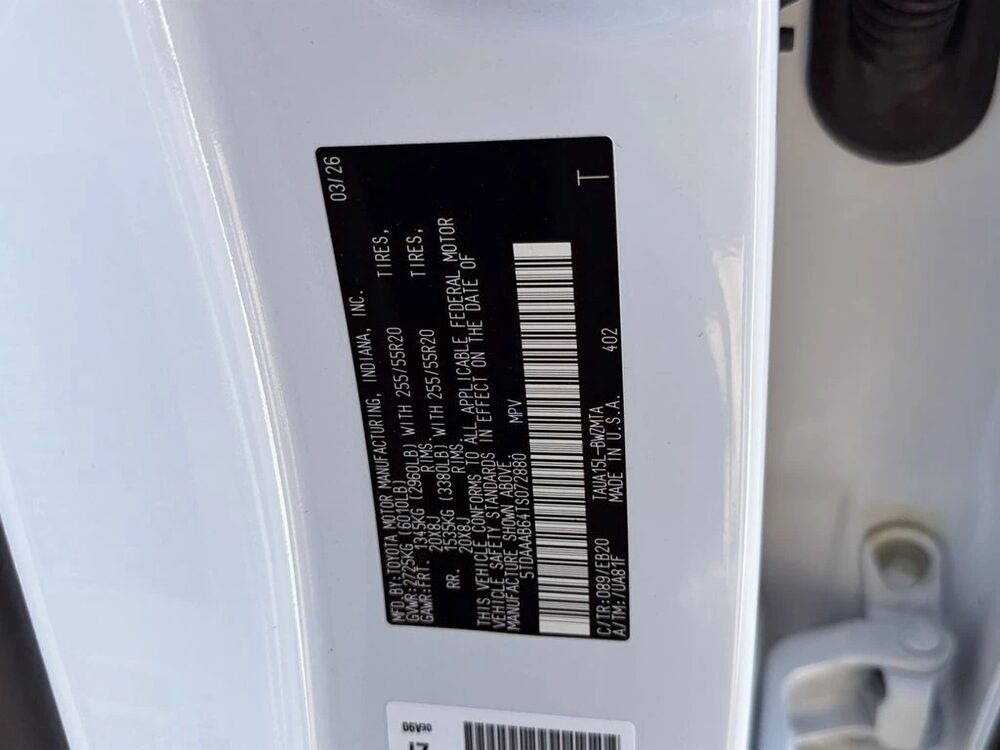 MFD.BY:TOYOTA MOTOR MANUFACTURING, INDIANA, INC. 03/26
GVWR:2725KG (6010LB)
GAWR:FRT. 1345KG (2960LB) WITH 255/55R20 TIRES,
20X8J RIMS.
RR. 1535KG (3380LB) WITH 255/55R20 TIRES,
20X8J RIMS.
THIS VEHICLE CONFORMS TO ALL APPLICABLE FEDERAL MOTOR
VEHICLE SAFETY STANDARDS IN EFFECT ON THE DATE OF
MANUFACTURE SHOWN ABOVE.
5TDAAAB64TS072880 MPV
C/TR:089/EB20 TAUA15L-BWZMTA
A/TM:/UA81F MADE IN U.S.A. 402
T
0EA90